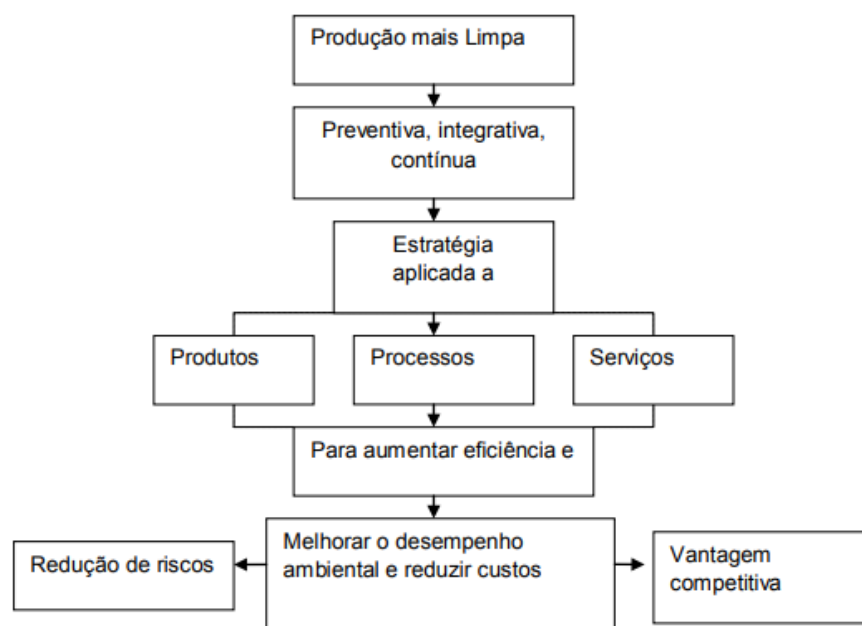 Produção mais Limpa
Preventiva, integrativa,
contínua
Estratégia
aplicada a
Produtos
Processos
Serviços
Para aumentar eficiência e
Redução de riscos
Melhorar o desempenho
ambiental e reduzir custos
Vantagem
competitiva